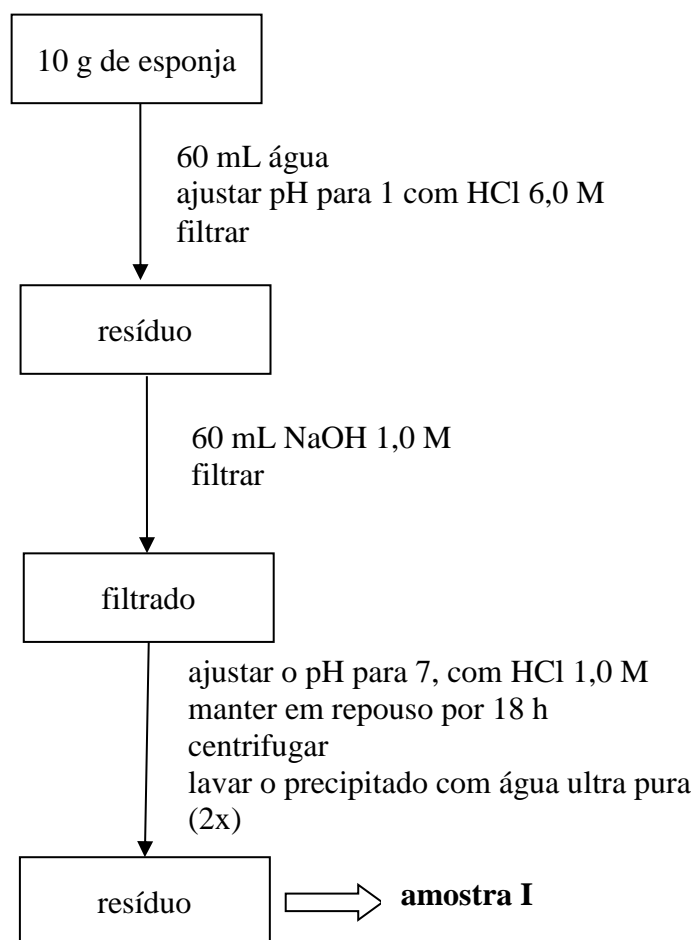 10 g de esponja
60 mL água
ajustar pH para 1 com HCl 6,0 M
filtrar
resíduo
60 mL NaOH 1,0 M
filtrar
filtrado
ajustar o pH para 7, com HCl 1,0 M
manter em repouso por 18 h
centrifugar
lavar o precipitado com água ultra pura
(2x)
resíduo
amostra I